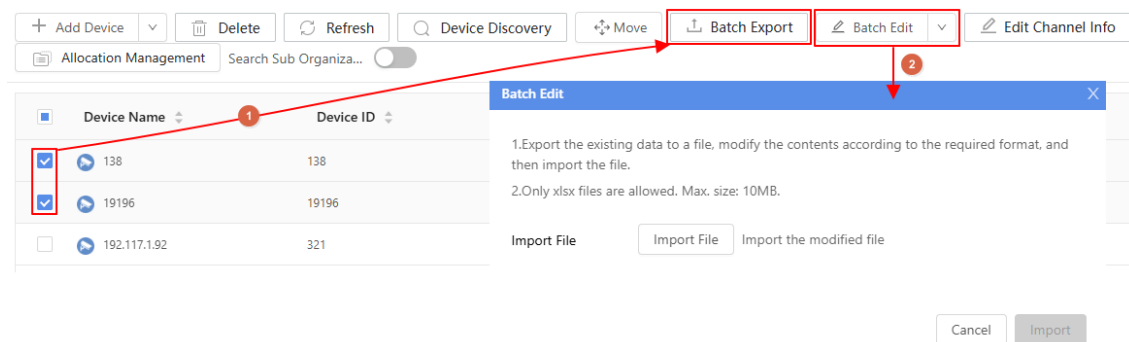 Add Device Delete Refresh Device Discovery Move Batch Export Batch Edit Edit Channel Info
Allocation Management Search Sub Organiza...
2
Batch Edit X
Device Name 1 Device ID
1.Export the existing data to a file, modify the contents according to the required format, and
then import the file.
138 138
2.Only xlsx files are allowed. Max. size: 10MB.
19196 19196
Import File Import File Import the modified file
192.117.1.92 321
Cancel Import